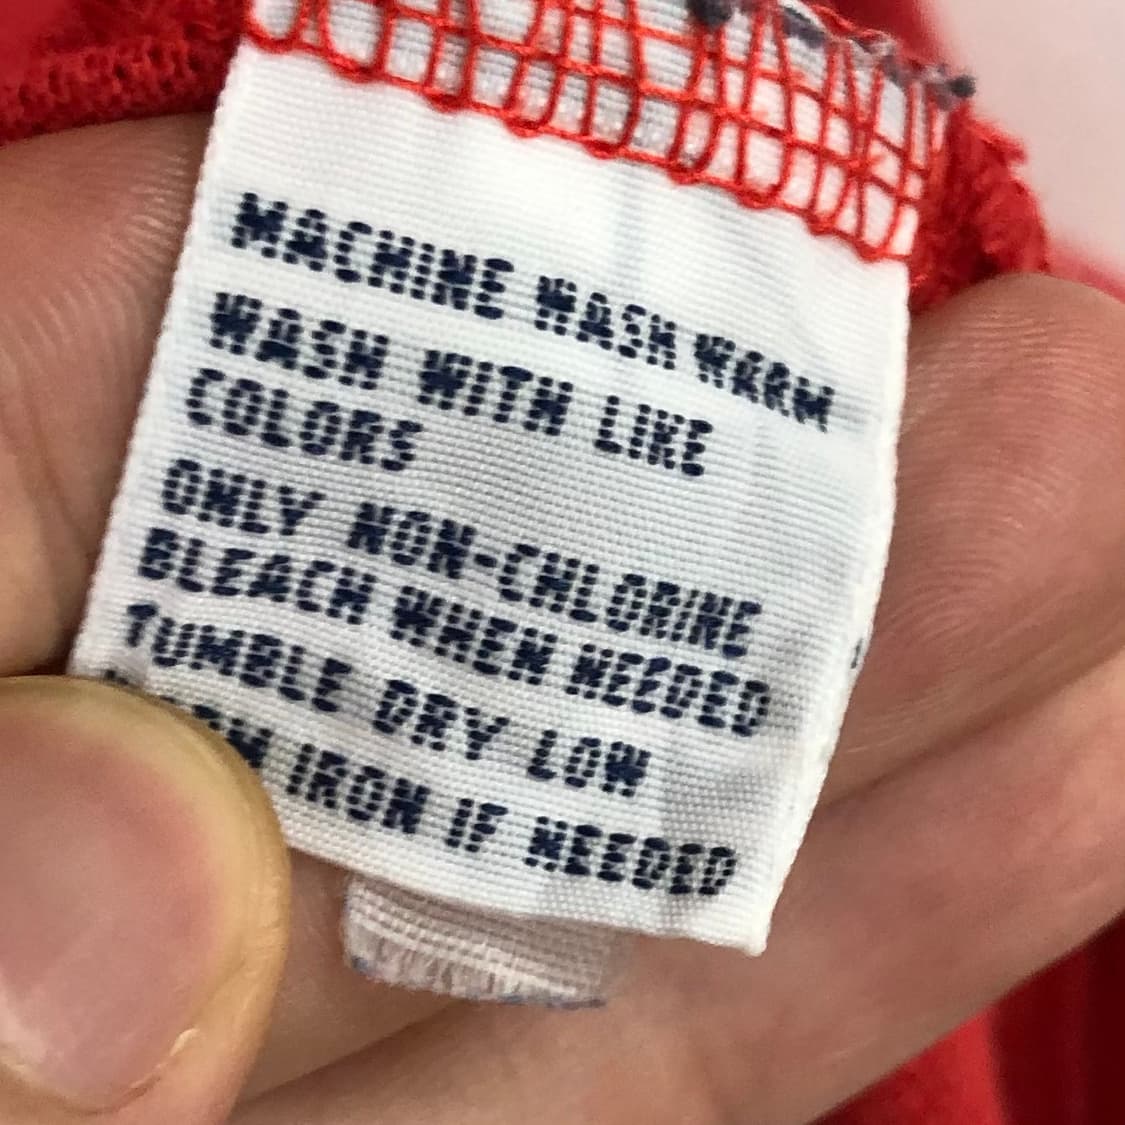 MACHINE WASH WARM
WASH WITH LIKE
COLORS
ONLY NON-CHLORINE
BLEACH WHEN NEEDED
TUMBLE DRY LOW
IRON IF NEEDED